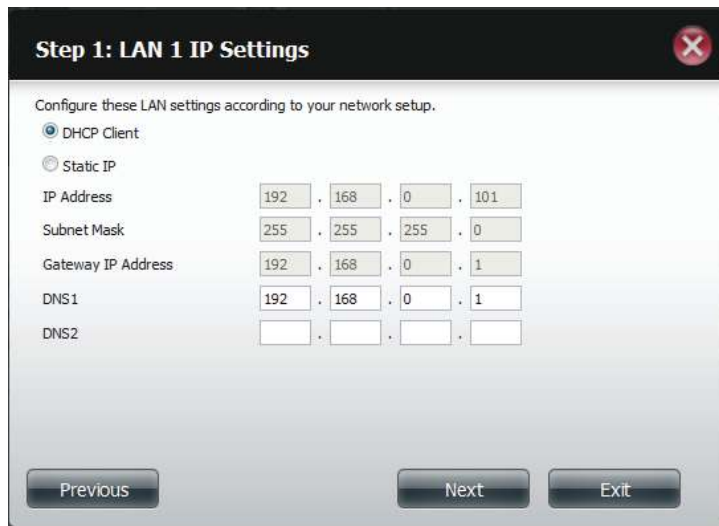 Step 1: LAN 1 IP Settings
Configure these LAN settings according to your network setup.
DHCP Client
Static IP
IP Address 192 . 168 . 0 . 101
Subnet Mask 255 . 255 . 255 . 0
Gateway IP Address 192 . 168 . 0 . 1
DNS1 192 . 168 . 0 . 1
DNS2 . . .
Previous Next Exit